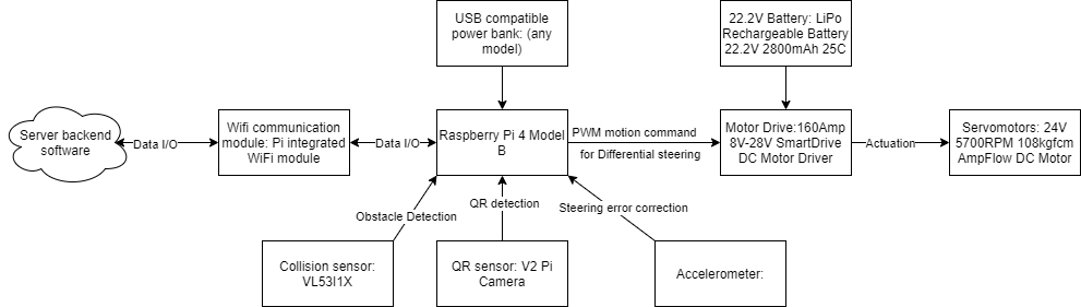 USB compatible
power bank: (any
model)
22.2V Battery: LiPo
Rechargeable Battery
22.2V 2800mAh 25C
Server backend
software
Data I/O
Wifi communication
module: Pi integrated
WiFi module
Data I/O
Raspberry Pi 4 Model
B
PWM motion command
for Differential steering
Motor Drive:160Amp
8V-28V SmartDrive
DC Motor Driver
Actuation
Servomotors: 24V
5700RPM 108kgfcm
AmpFlow DC Motor
Obstacle Detection
QR detection
Steering error correction
Collision sensor:
VL53I1X
QR sensor: V2 Pi
Camera
Accelerometer: